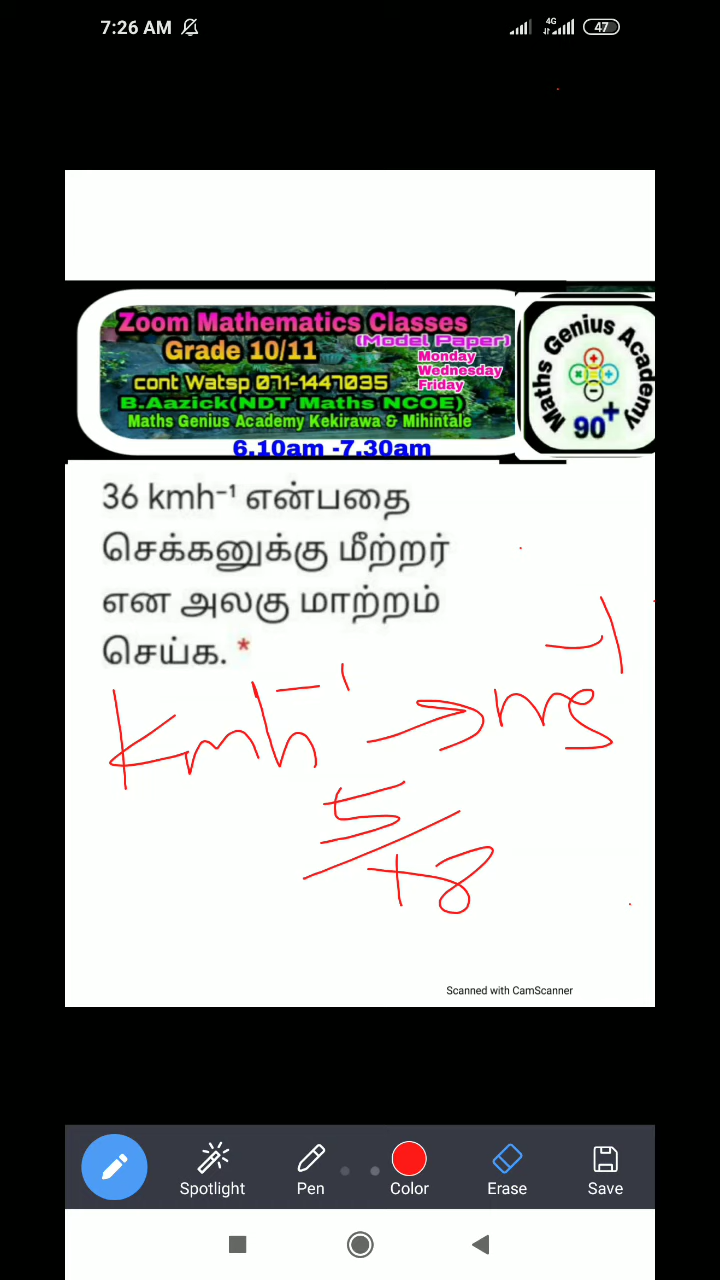 7:26 AM
4G
47
Zoom Mathematics Classes
(Model Paper)
Grade 10/11
Monday
Wednesday
Friday
cont Watsp 071-1447035
B.Aazick(NDT Maths NCOE)
Maths Genius Academy Kekirawa & Mihintale
6.10am -7.30am
Maths Genius Academy
90+
36 kmh⁻¹ என்பதை
செக்கனுக்கு மீற்றர்
என அலகு மாற்றம்
செய்க. *
kmh⁻¹ → ms⁻¹
5/18
Scanned with CamScanner
Spotlight
Pen
Color
Erase
Save